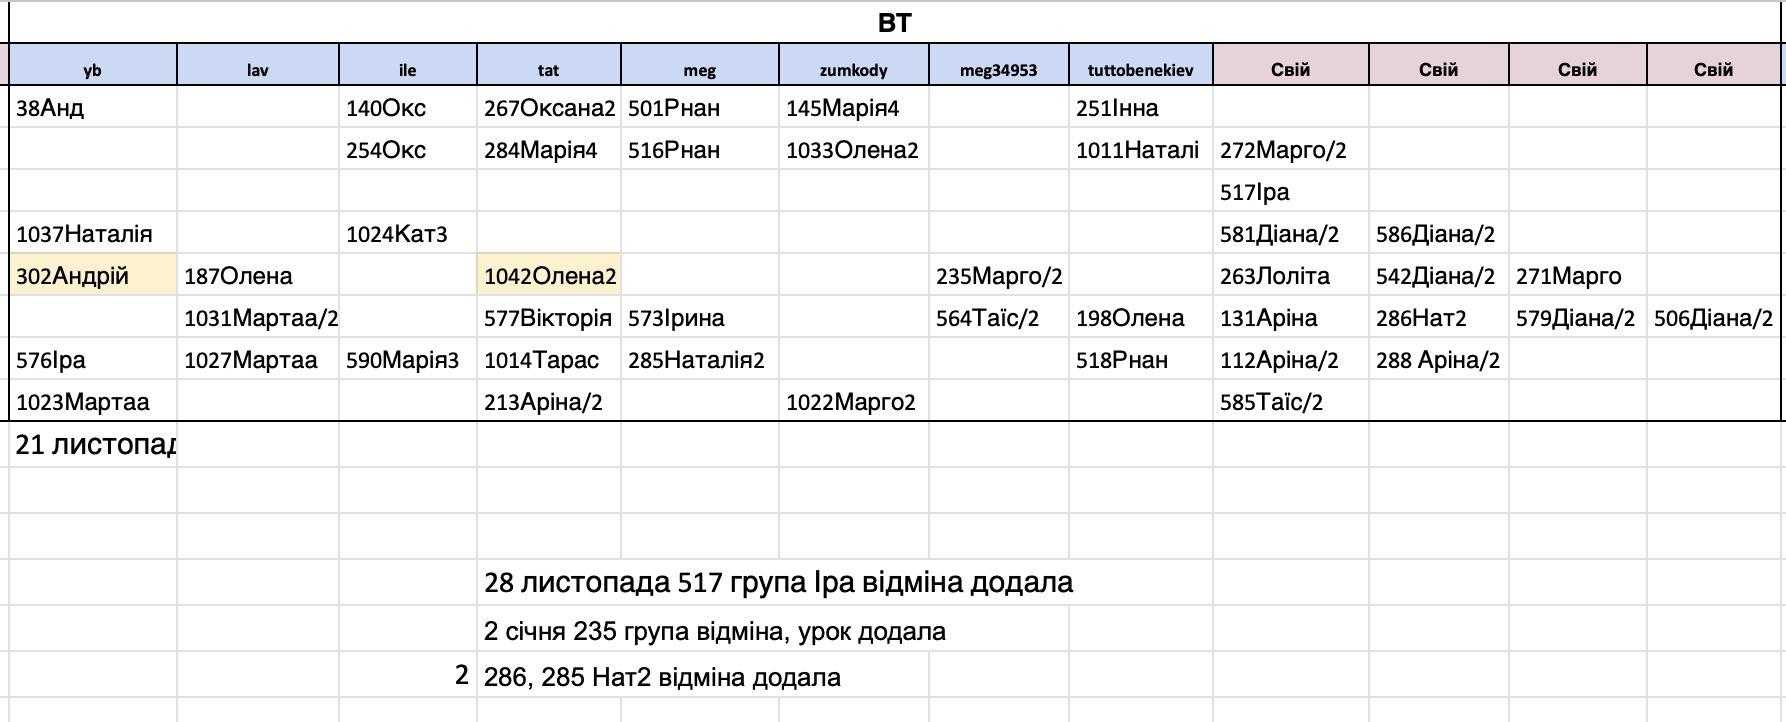 ВТ
yb lav ile tat meg zumkody meg34953 tuttobenekiev Свій Свій Свій Свій
38Анд 140Окс 267Оксана2 501Рнан 145Марія4 251Інна
254Окс 284Марія4 516Рнан 1033Олена2 1011Наталі 272Марго/2
517Іра
1037Наталія 1024Кат3 581Діана/2 586Діана/2
302Андрій 187Олена 1042Олена2 235Марго/2 263Лоліта 542Діана/2 271Марго
1031Мартаа/2 577Вікторія 573Ірина 564Таїс/2 198Олена 131Аріна 286Нат2 579Діана/2 506Діана/2
576Іра 1027Мартаа 590Марія3 1014Тарас 285Наталія2 518Рнан 112Аріна/2 288 Аріна/2
1023Мартаа 213Аріна/2 1022Марго2 585Таїс/2
21 листопад
28 листопада 517 група Іра відміна додала
2 січня 235 група відміна, урок додала
2 286, 285 Нат2 відміна додала